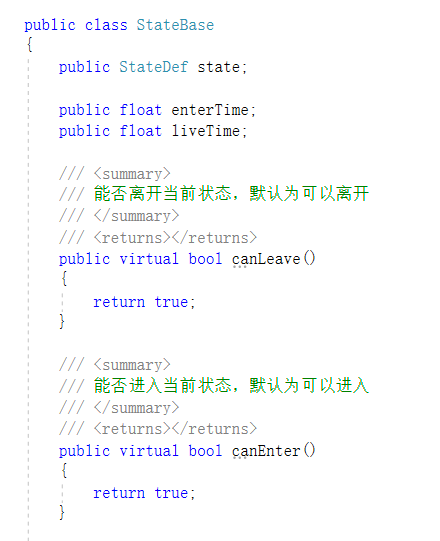 public class StateBase
{
public StateDef state;
public float enterTime;
public float liveTime;
/// <summary>
/// 能否离开当前状态，默认为可以离开
/// </summary>
/// <returns></returns>
public virtual bool canLeave()
{
return true;
}
/// <summary>
/// 能否进入当前状态，默认为可以进入
/// </summary>
/// <returns></returns>
public virtual bool canEnter()
{
return true;
}